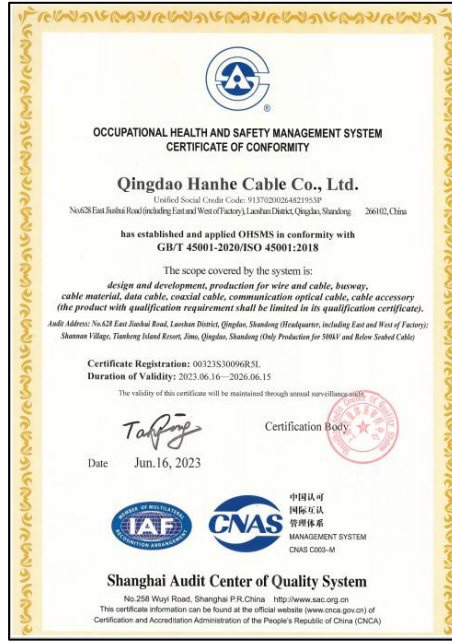 OCCUPATIONAL HEALTH AND SAFETY MANAGEMENT SYSTEM
CERTIFICATE OF CONFORMITY
Qingdao Hanhe Cable Co., Ltd.
Unified Social Credit Code: 91370200264821953P
No.628 East Jiushui Road(including East and West of Factory), Laoshan District, Qingdao, Shandong 266102, China
has established and applied OHSMS in conformity with
GB/T 45001-2020/ISO 45001:2018
The scope covered by the system is:
design and development, production for wire and cable, busway,
cable material, data cable, coaxial cable, communication optical cable, cable accessory
(the product with qualification requirement shall be limited in its qualification certificate).
Audit Address: No.628 East Jiushui Road, Laoshan District, Qingdao, Shandong (Headquarter, including East and West of Factory);
Shannan Village, Tianheng Island Resort, Jimo, Qingdao, Shandong (Only Production for 500kV and Below Seabed Cable)
Certificate Registration: 00323S30096R5L
Duration of Validity: 2023.06.16—2026.06.15
The validity of this certificate will be maintained through annual surveillance audit.
Certification Body
Date Jun.16, 2023
MEMBER OF MULTILATERAL
IAF
RECOGNITION ARRANGEMENT
CNAS
中国认可
国际互认
管理体系
MANAGEMENT SYSTEM
CNAS C003-M
Shanghai Audit Center of Quality System
No.258 Wuyi Road, Shanghai P.R.China http://www.sac.org.cn
This certificate information can be found at the official website (www.cnca.gov.cn) of
Certification and Accreditation Administration of the People's Republic of China (CNCA)